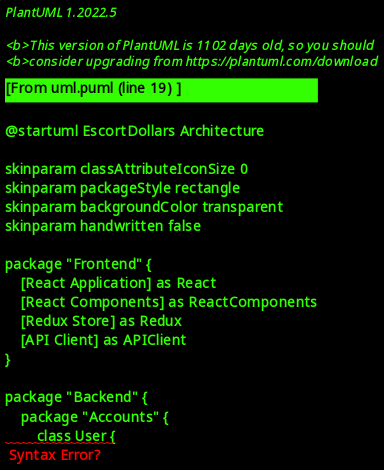 PlantUML 1.2022.5
<b>This version of PlantUML is 1102 days old, so you should
<b>consider upgrading from https://plantuml.com/download
[From uml.puml (line 19) ]
@startuml EscortDollars Architecture
skinparam classAttributeIconSize 0
skinparam packageStyle rectangle
skinparam backgroundColor transparent
skinparam handwritten false
package "Frontend" {
[React Application] as React
[React Components] as ReactComponents
[Redux Store] as Redux
[API Client] as APIClient
}
package "Backend" {
package "Accounts" {
class User {
Syntax Error?